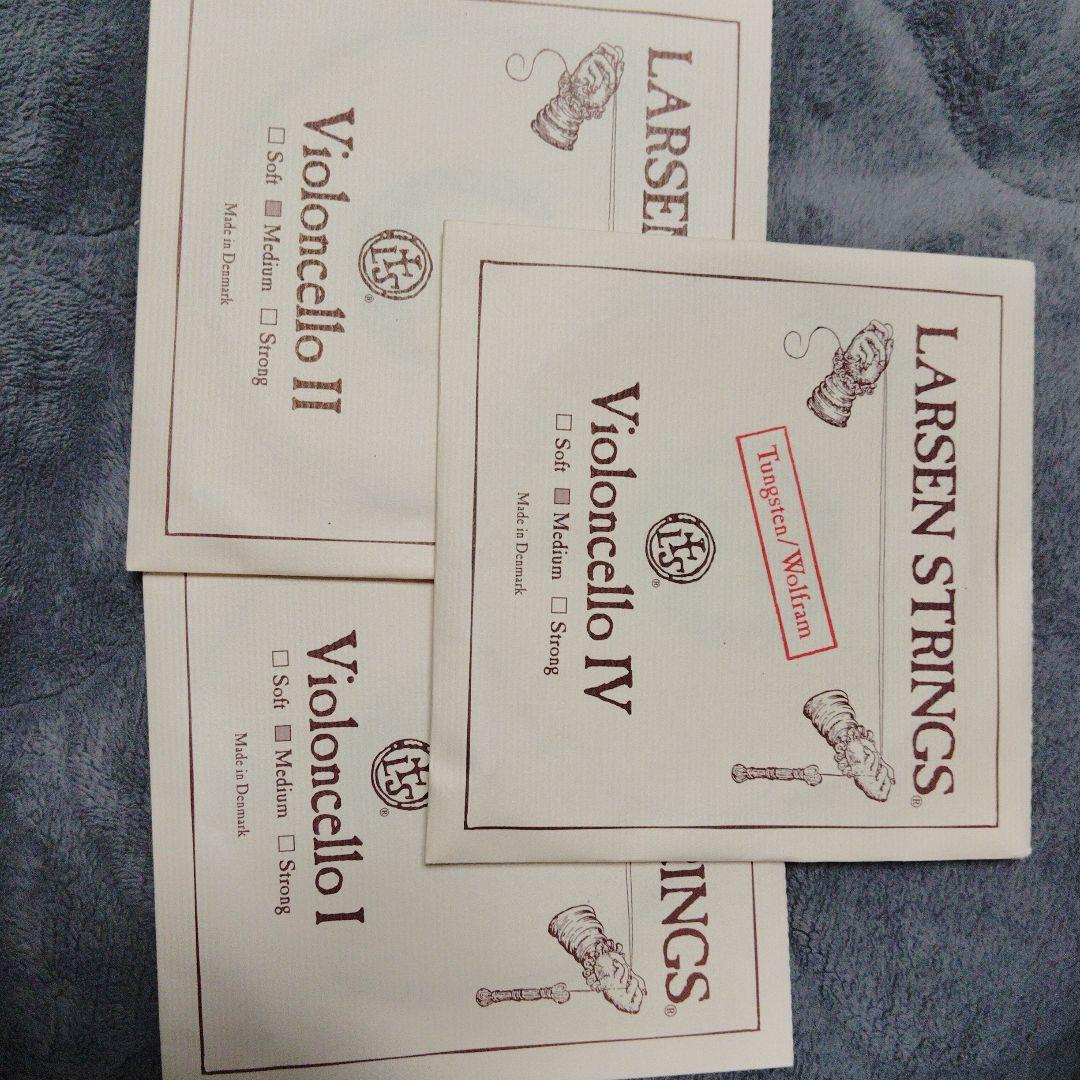 LARSEN
Violoncello II
Soft Medium Strong
Made in Denmark
LARSEN STRINGS®
Tungsten/Wolfram
®
Violoncello IV
Soft Medium Strong
Made in Denmark
INGS®
®
Violoncello I
Soft Medium Strong
Made in Denmark